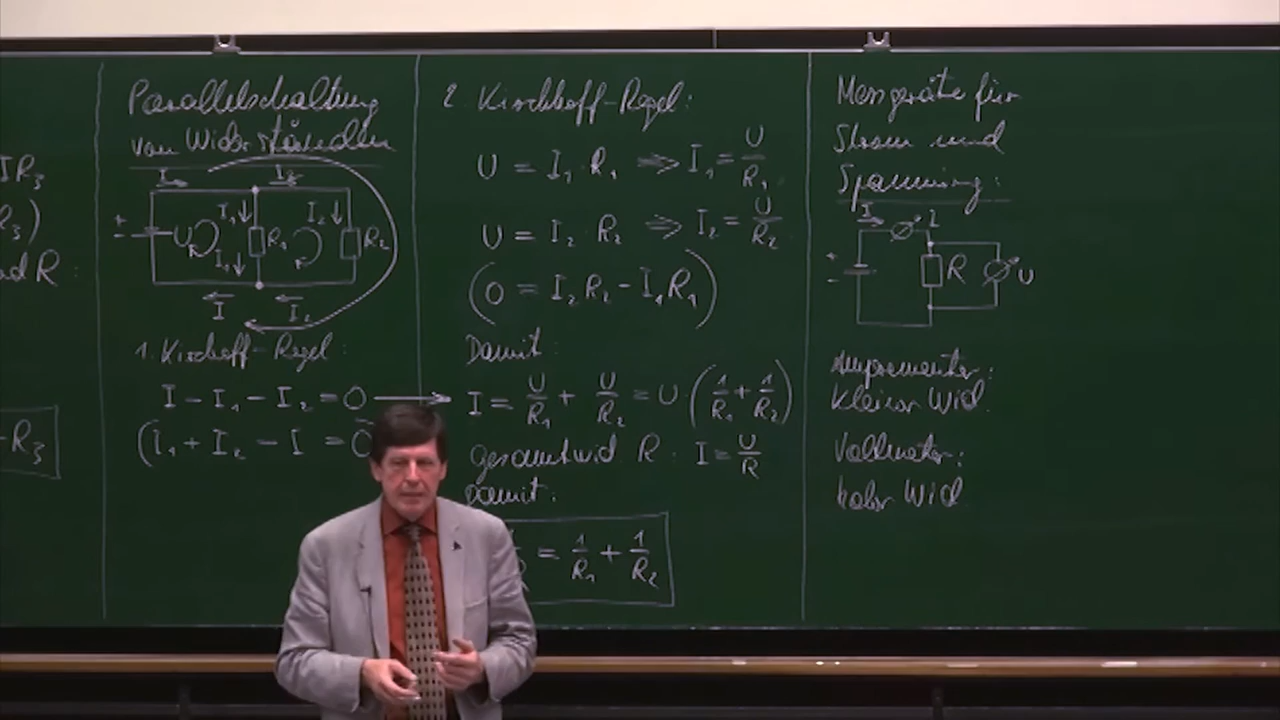 IR₃
R₃)
nd R :
- R₃
Parallelschaltung
von Widerständen
I I₂
+ U I₁ R₁ I₂ R₂
I₁
I I₂
1. Kirchoff-Regel:
I - I₁ - I₂ = 0
(I₁ + I₂ - I = 0
2. Kirchhoff-Regel:
U = I₁ · R₁ ⇒ I₁ = U/R₁
U = I₂ R₂ ⇒ I₂ = U/R₂
(0 = I₂R₂ - I₁R₁)
Damit:
I = U/R₁ + U/R₂ = U (1/R₁ + 1/R₂)
gesamtwid R : I = U/R
Damit:
= 1/R₁ + 1/R₂
Messgeräte für
Strom und
Spannung:
I I
+ - R U
Amperemeter:
kleiner Wid.
Voltmeter:
hoher Wid